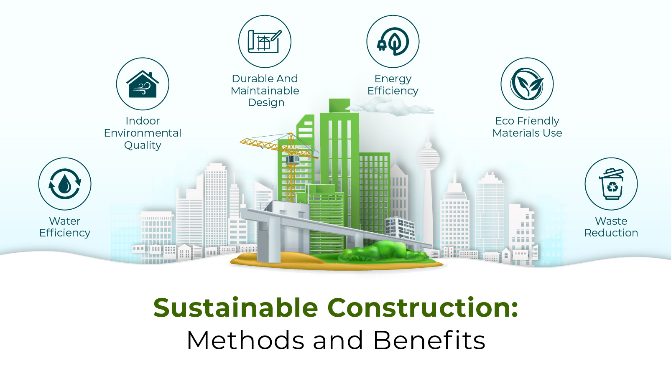 Durable And
Maintainable
Design
Energy
Efficiency
Indoor
Environmental
Quality
Eco Friendly
Materials Use
Water
Efficiency
Waste
Reduction
Sustainable Construction:
Methods and Benefits